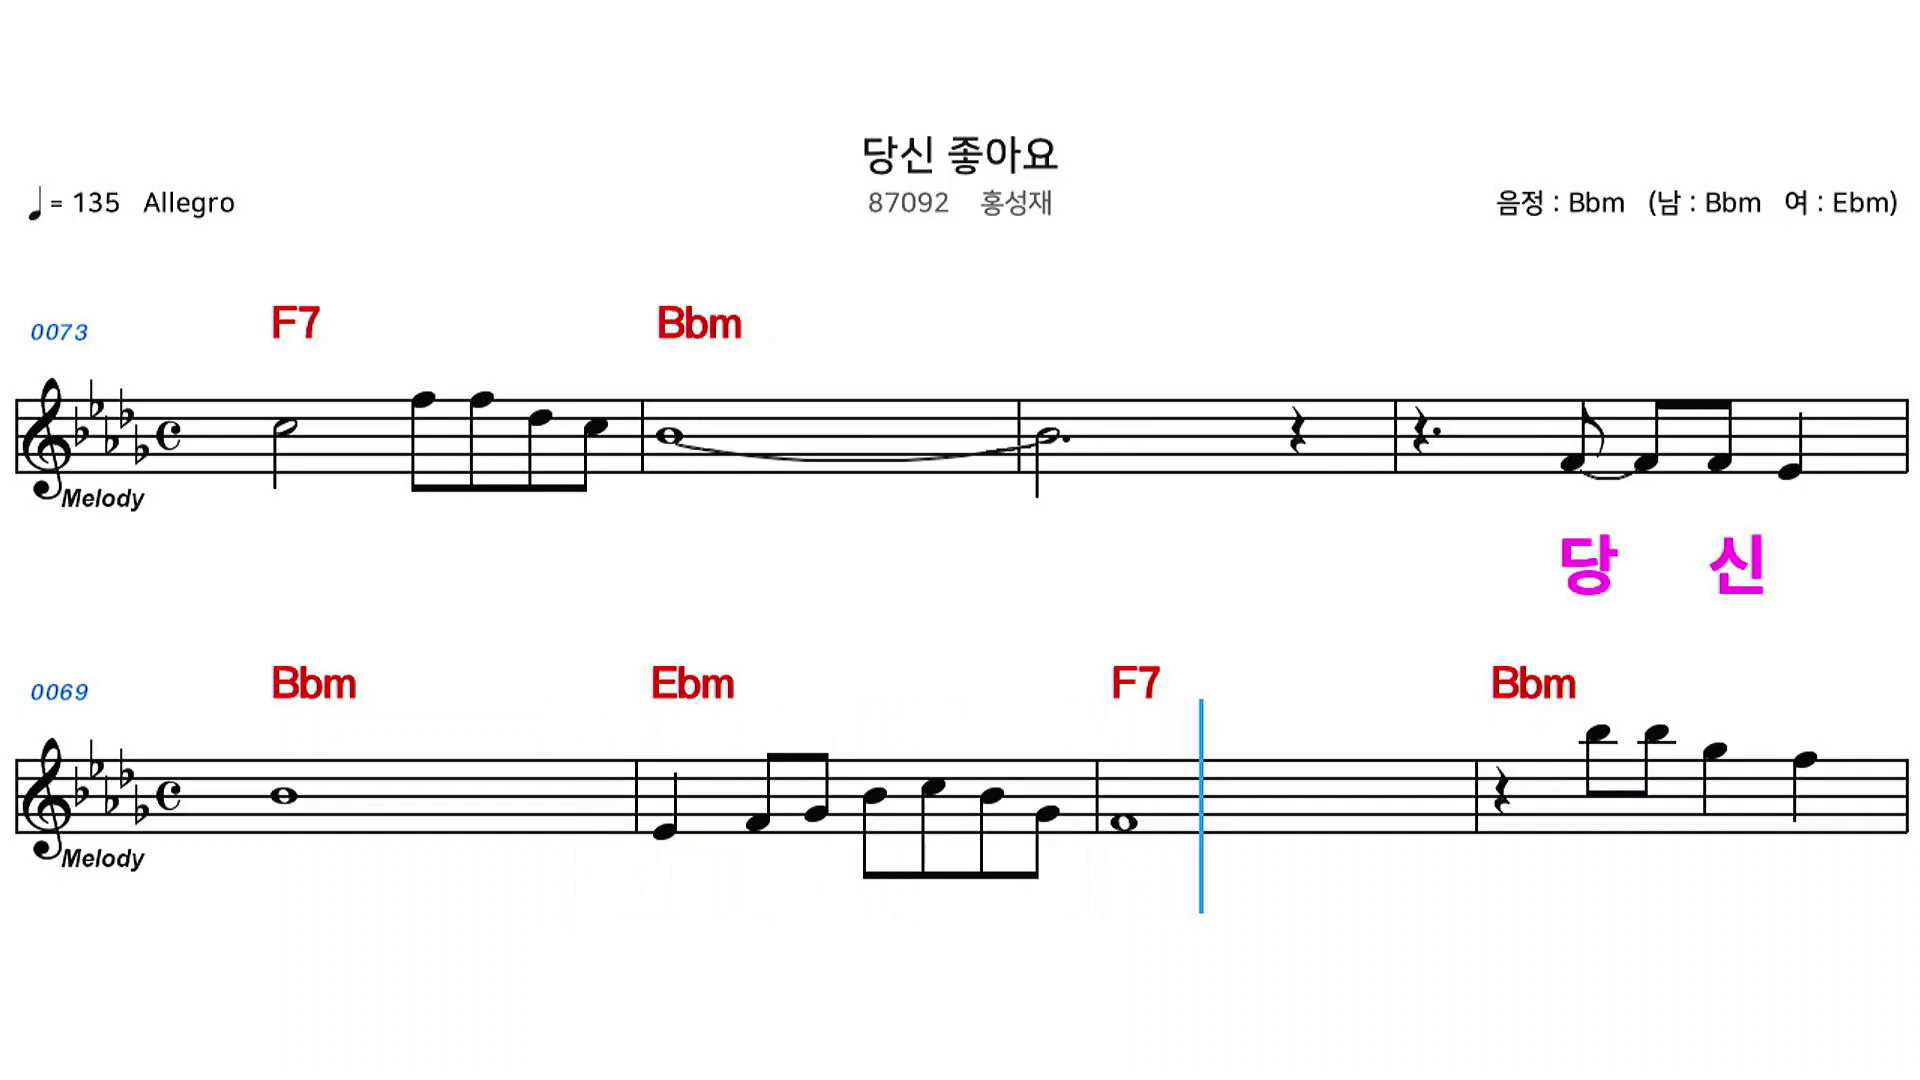 당신 좋아요
♩= 135 Allegro 87092 홍성재 음정 : Bbm (남 : Bbm 여 : Ebm)
0073 F7 Bbm
Melody
당 신
0069 Bbm Ebm F7 Bbm
Melody